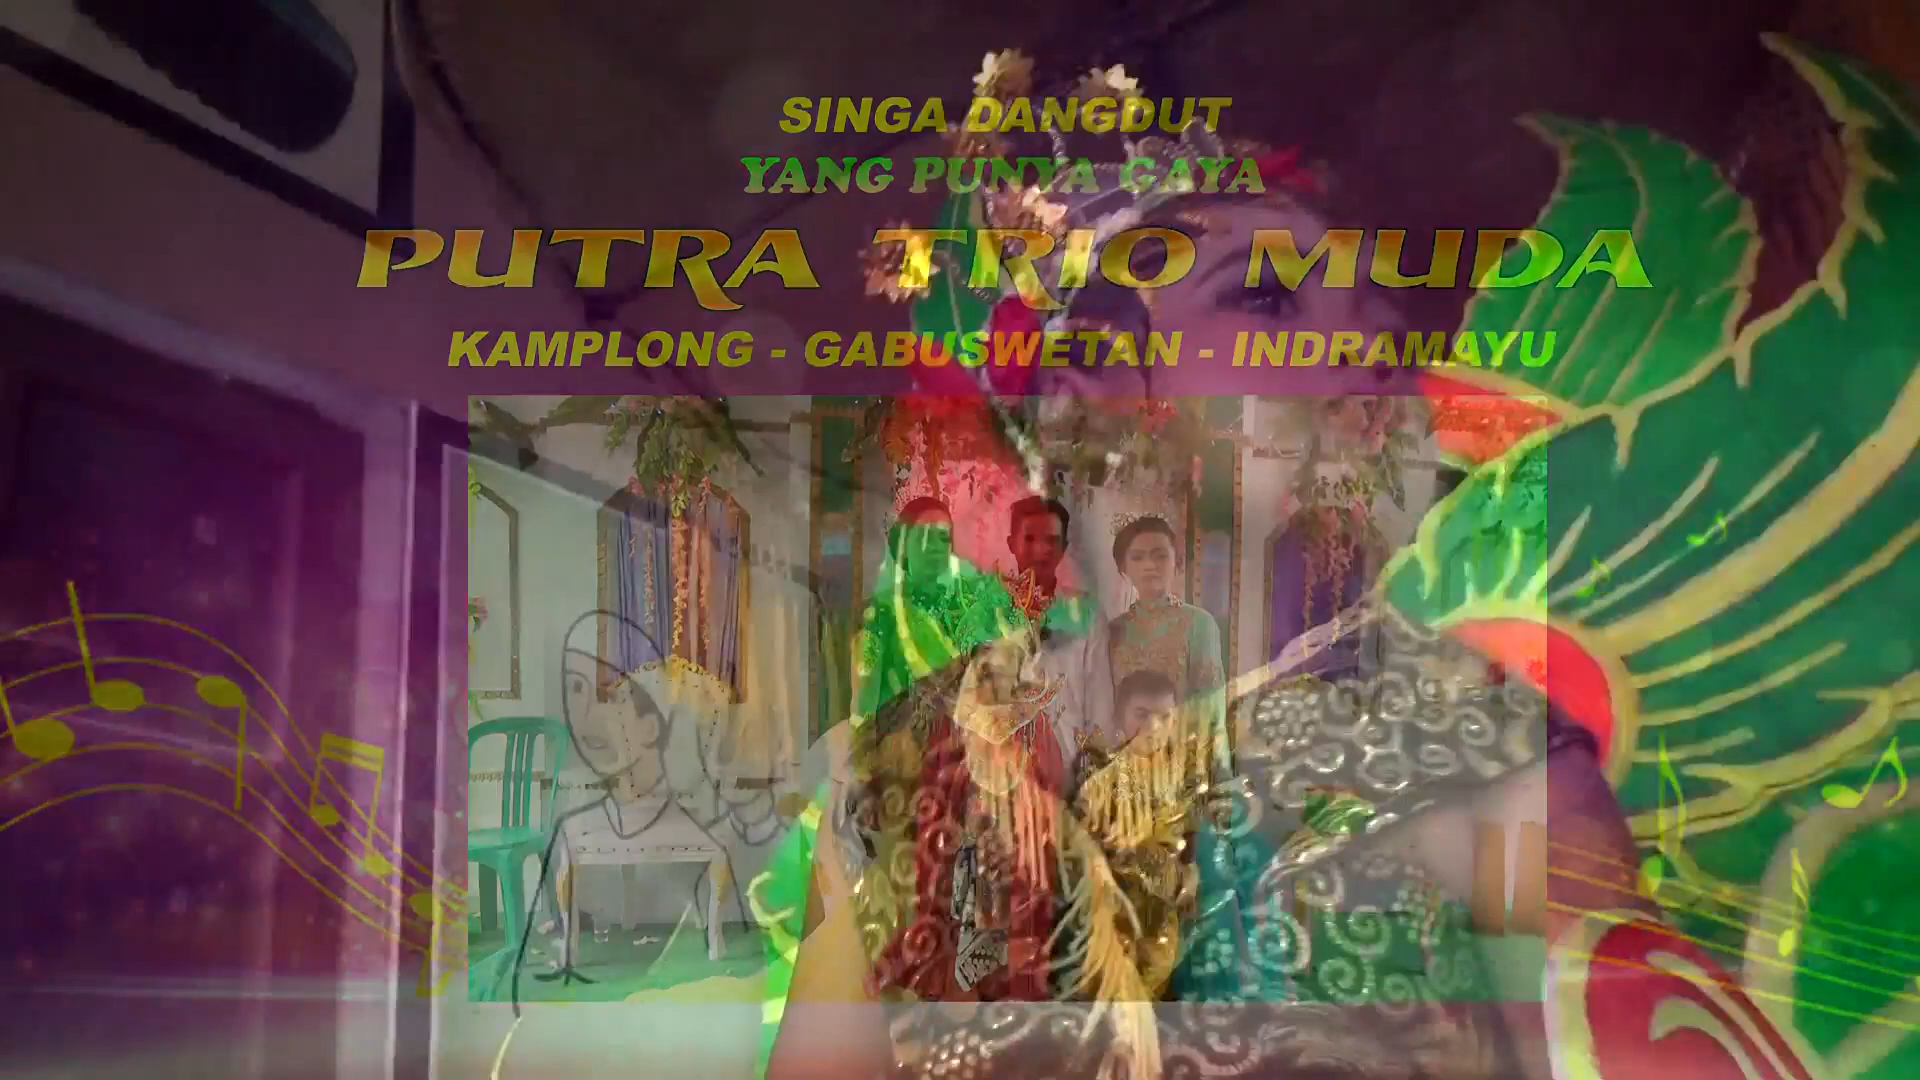 SINGA DANGDUT
YANG PUNYA GAYA
PUTRA TRIO MUDA
KAMPLONG - GABUSWETAN - INDRAMAYU